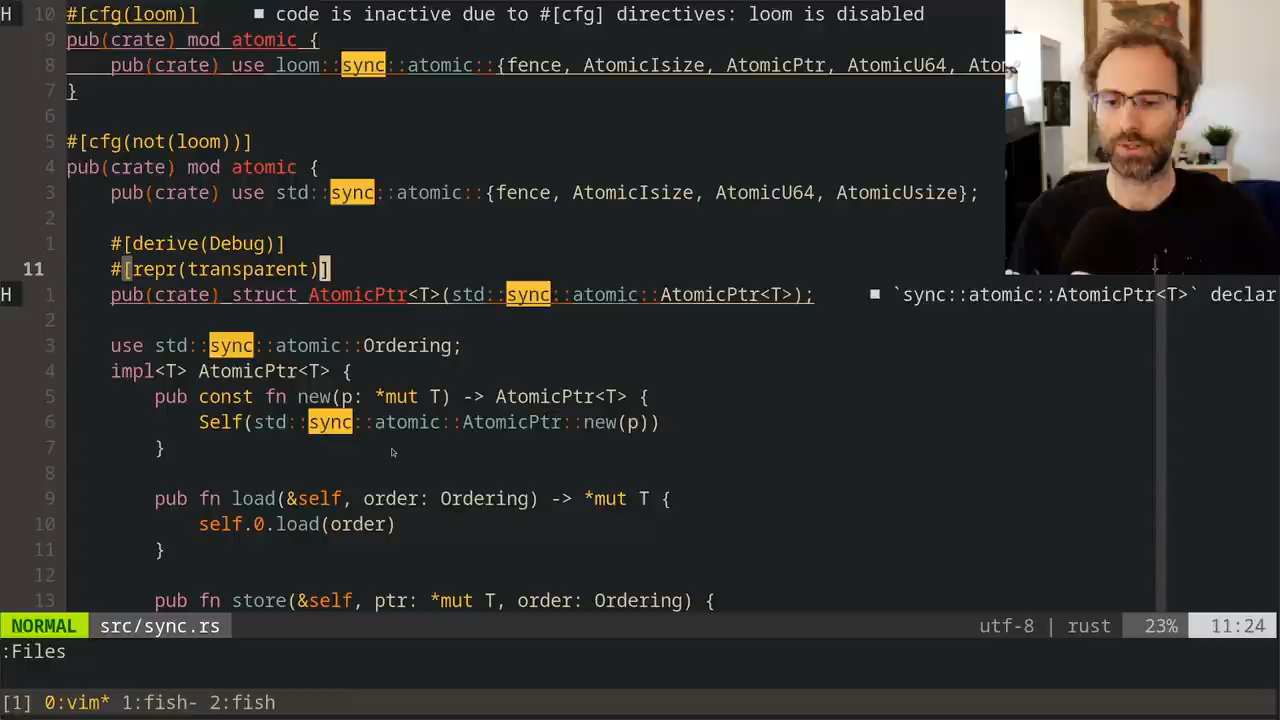 H 10 #[cfg(loom)] ■ code is inactive due to #[cfg] directives: loom is disabled
9 pub(crate) mod atomic {
8 pub(crate) use loom::sync::atomic::{fence, AtomicIsize, AtomicPtr, AtomicU64,
7 }
6
5 #[cfg(not(loom))]
4 pub(crate) mod atomic {
3 pub(crate) use std::sync::atomic::{fence, AtomicIsize, AtomicU64, AtomicUsize};
2
1 #[derive(Debug)]
11 #[repr(transparent)]
H 1 pub(crate) struct AtomicPtr<T>(std::sync::atomic::AtomicPtr<T>); ■ `sync::atomic::AtomicPtr<T>` declar
2
3 use std::sync::atomic::Ordering;
4 impl<T> AtomicPtr<T> {
5 pub const fn new(p: *mut T) -> AtomicPtr<T> {
6 Self(std::sync::atomic::AtomicPtr::new(p))
7 }
8
9 pub fn load(&self, order: Ordering) -> *mut T {
10 self.0.load(order)
11 }
12
13 pub fn store(&self, ptr: *mut T, order: Ordering) {
NORMAL src/sync.rs utf-8 | rust 23% 11:24
:Files
[1] 0:vim* 1:fish- 2:fish